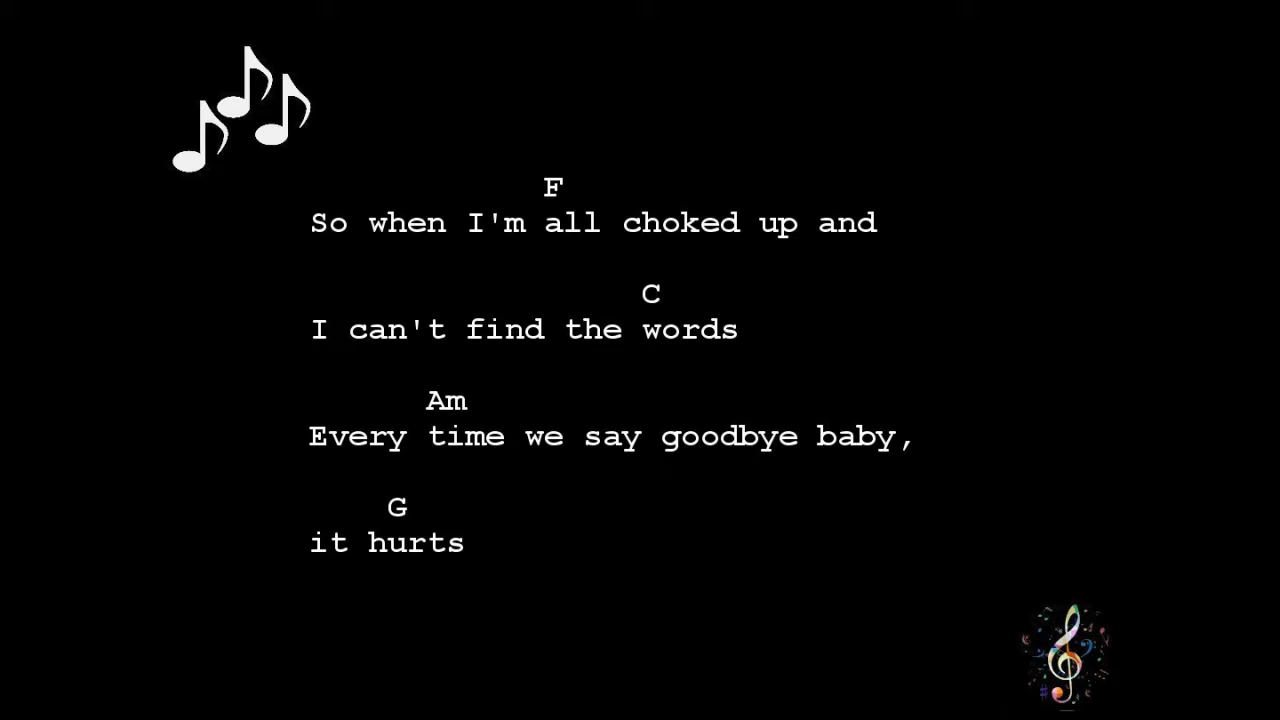 F
So when I'm all choked up and
C
I can't find the words
Am
Every time we say goodbye baby,
G
it hurts